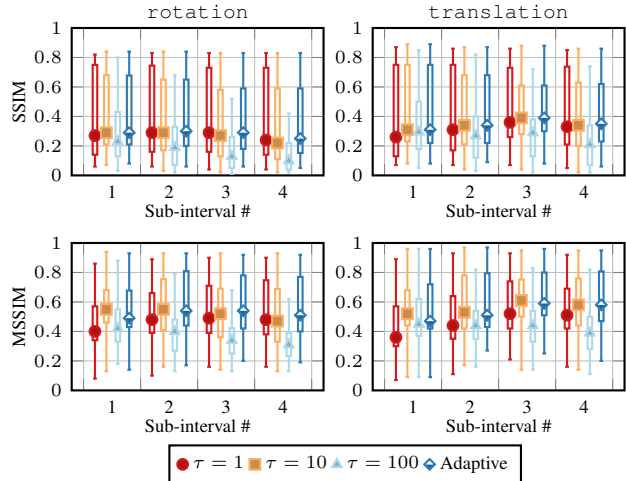 rotation translation
1
0.8
0.6
0.4
0.2
0
SSIM
1 2 3 4
Sub-interval #
1
0.8
0.6
0.4
0.2
0
SSIM
1 2 3 4
Sub-interval #
1
0.8
0.6
0.4
0.2
0
MSSIM
1 2 3 4
Sub-interval #
1
0.8
0.6
0.4
0.2
0
1 2 3 4
Sub-interval #
τ = 1 τ = 10 τ = 100 Adaptive